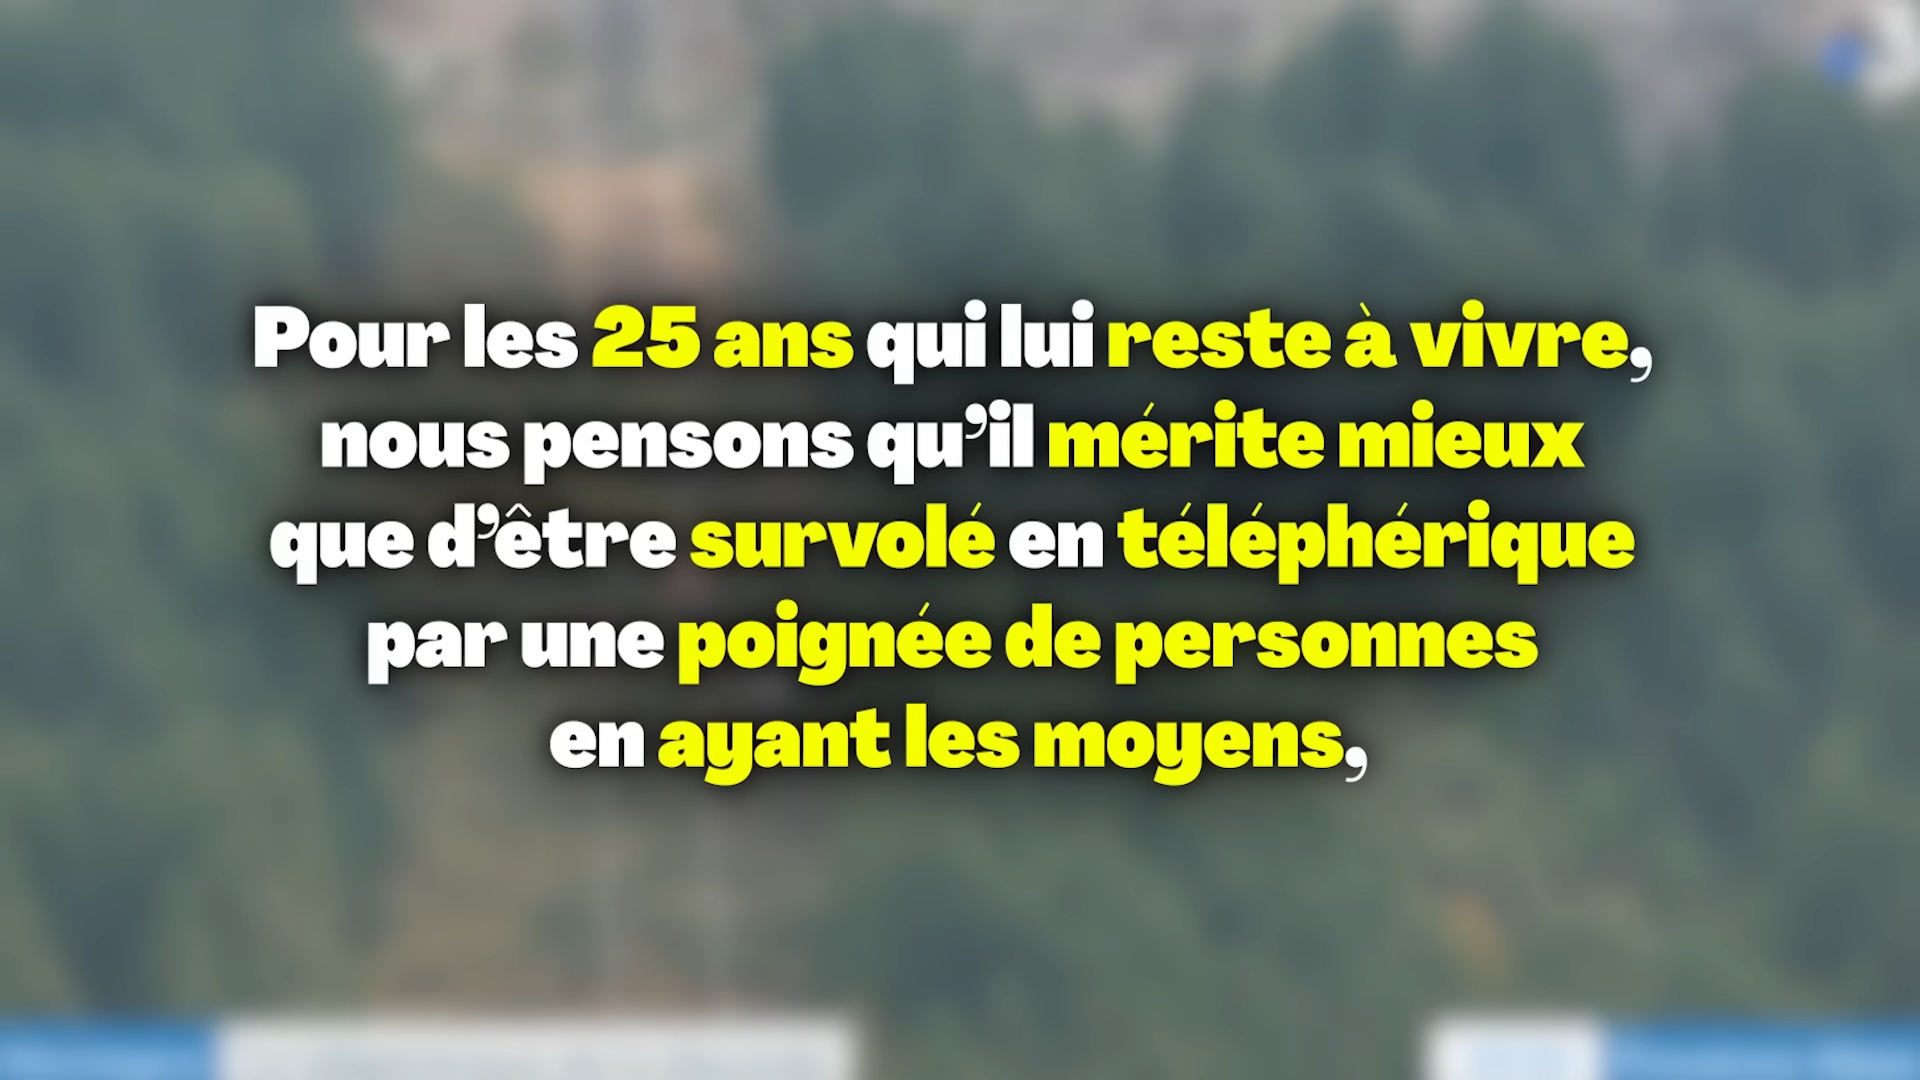 Pour les 25 ans qui lui reste à vivre,
nous pensons qu’il mérite mieux
que d’être survolé en téléphérique
par une poignée de personnes
en ayant les moyens,